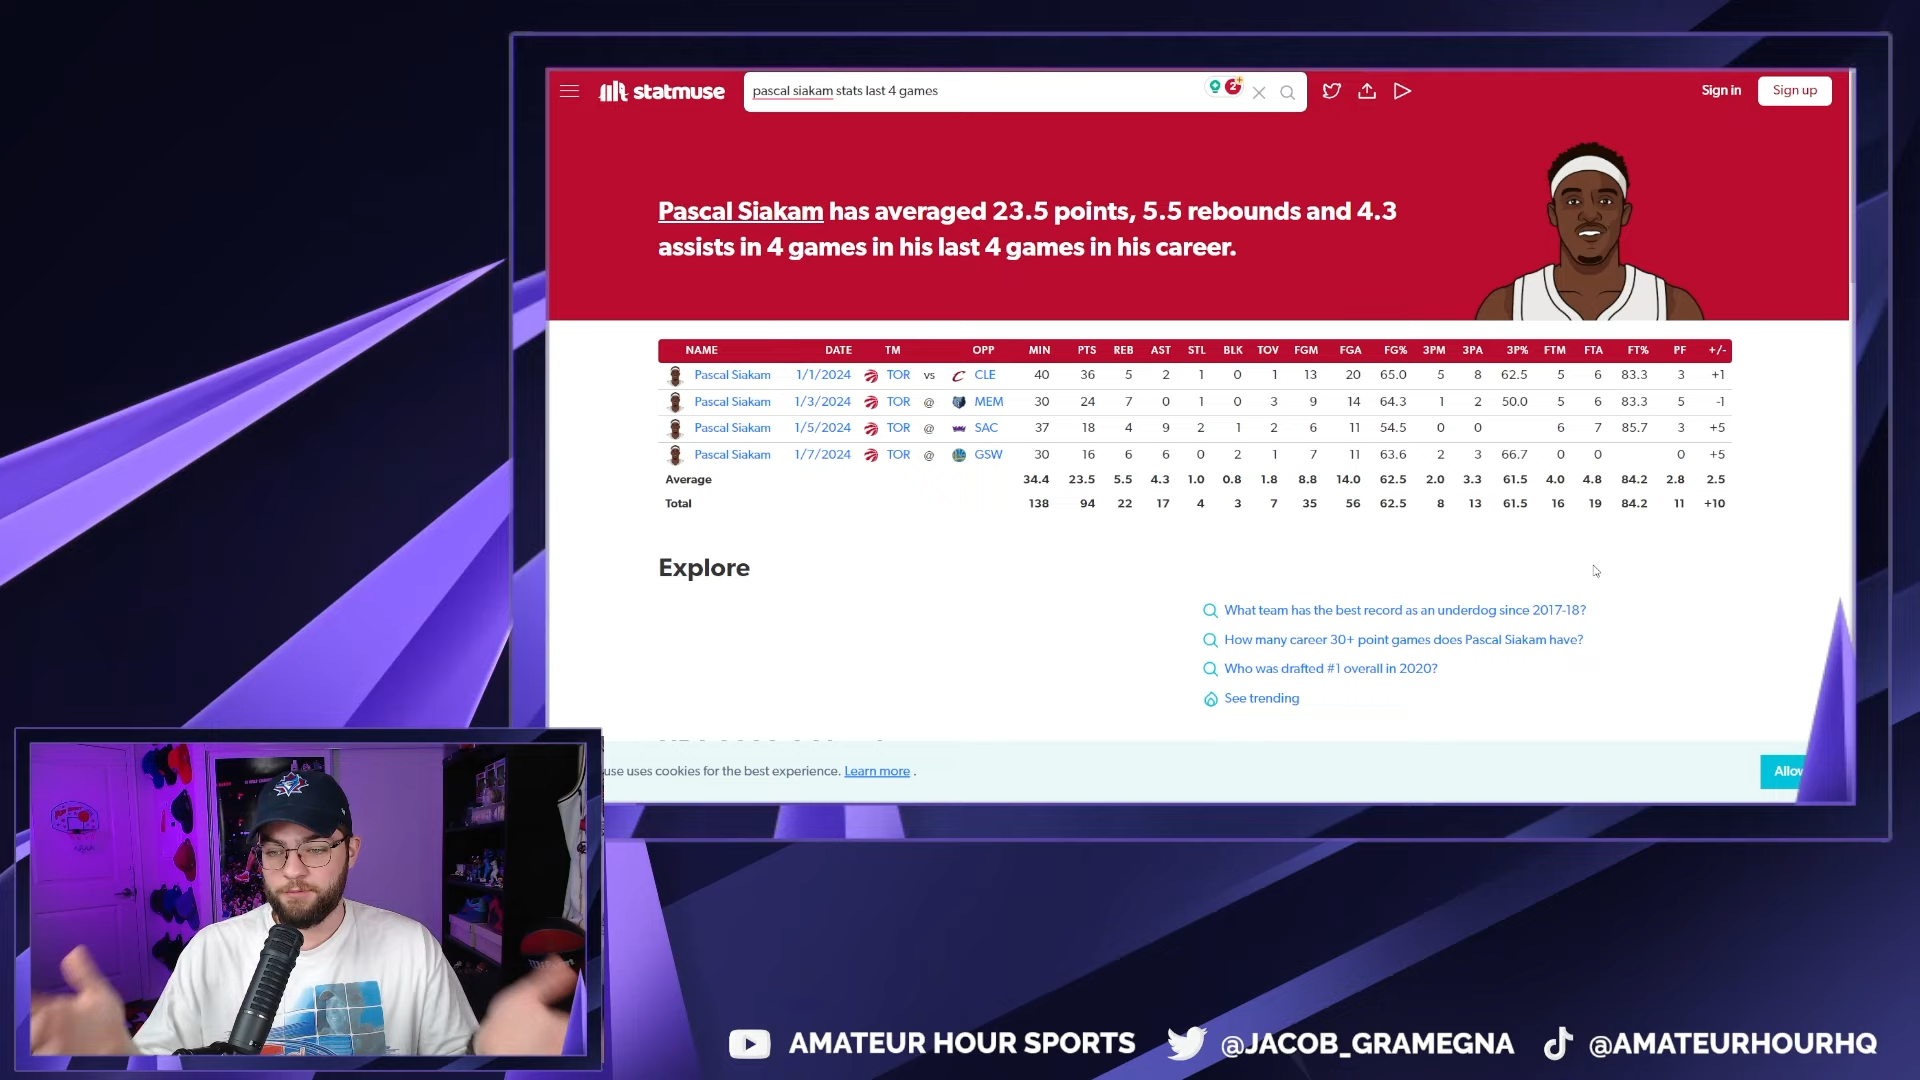 statmuse
pascal siakam stats last 4 games
2
Sign in
Sign up
Pascal Siakam has averaged 23.5 points, 5.5 rebounds and 4.3
assists in 4 games in his last 4 games in his career.
NAME DATE TM OPP MIN PTS REB AST STL BLK TOV FGM FGA FG% 3PM 3PA 3P% FTM FTA FT% PF +/-
Pascal Siakam 1/1/2024 TOR vs CLE 40 36 5 2 1 0 1 13 20 65.0 5 8 62.5 5 6 83.3 3 +1
Pascal Siakam 1/3/2024 TOR @ MEM 30 24 7 0 1 0 3 9 14 64.3 1 2 50.0 5 6 83.3 5 -1
Pascal Siakam 1/5/2024 TOR @ SAC 37 18 4 9 2 1 2 6 11 54.5 0 0 6 7 85.7 3 +5
Pascal Siakam 1/7/2024 TOR @ GSW 30 16 6 6 0 2 1 7 11 63.6 2 3 66.7 0 0 0 +5
Average 34.4 23.5 5.5 4.3 1.0 0.8 1.8 8.8 14.0 62.5 2.0 3.3 61.5 4.0 4.8 84.2 2.8 2.5
Total 138 94 22 17 4 3 7 35 56 62.5 8 13 61.5 16 19 84.2 11 +10
Explore
What team has the best record as an underdog since 2017-18?
How many career 30+ point games does Pascal Siakam have?
Who was drafted #1 overall in 2020?
See trending
use uses cookies for the best experience. Learn more .
Allow
AMATEUR HOUR SPORTS
@JACOB_GRAMEGNA
@AMATEURHOURHQ